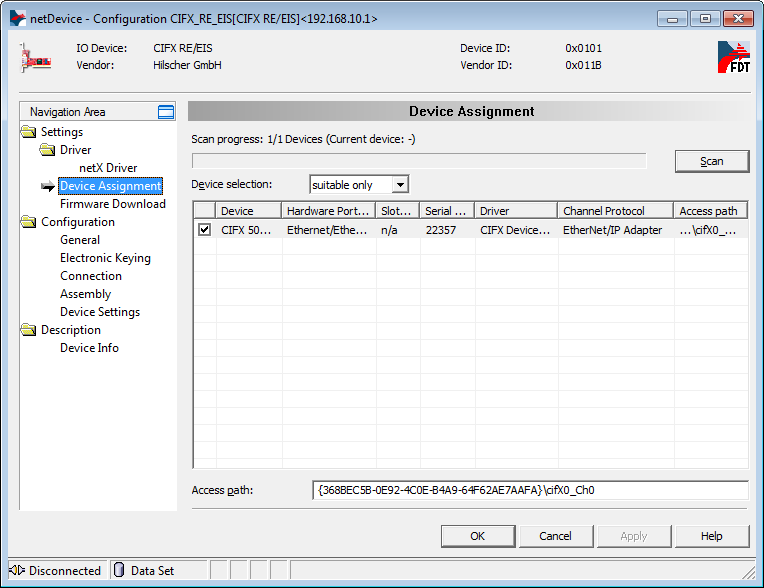 netDevice - Configuration CIFX_RE_EIS[CIFX RE/EIS]<192.168.10.1>
IO Device: CIFX RE/EIS Device ID: 0x0101
Vendor: Hilscher GmbH Vendor ID: 0x011B
FDT
Navigation Area
Settings
Driver
netX Driver
Device Assignment
Firmware Download
Configuration
General
Electronic Keying
Connection
Assembly
Device Settings
Description
Device Info
Device Assignment
Scan progress: 1/1 Devices (Current device: -)
Scan
Device selection: suitable only
Device Hardware Port... Slot... Serial ... Driver Channel Protocol Access path
CIFX 50... Ethernet/Ethe... n/a 22357 CIFX Device... EtherNet/IP Adapter ...\cifX0_...
Access path: {368BEC5B-0E92-4C0E-B4A9-64F62AE7AAFA}\cifX0_Ch0
OK Cancel Apply Help
Disconnected Data Set